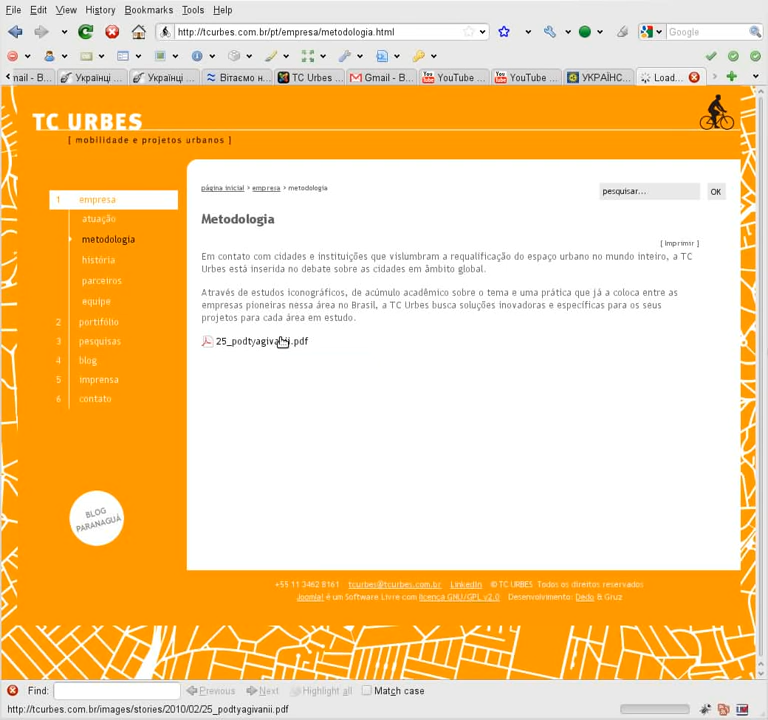 File Edit View History Bookmarks Tools Help
http://tcurbes.com.br/pt/empresa/metodologia.html
Google
nail - B... Українці ... Українці ... Вітаємо н... TC Urbes ... Gmail - B... YouTube ... YouTube ... УКРАЇНС... Load...
TC URBES
[ mobilidade e projetos urbanos ]
página inicial > empresa > metodologia
pesquisar... OK
1 empresa
atuação
metodologia
história
parceiros
equipe
2 portifólio
3 pesquisas
4 blog
5 imprensa
6 contato
Metodologia
[ Imprimir ]
Em contato com cidades e instituições que vislumbram a requalificação do espaço urbano no mundo inteiro, a TC
Urbes está inserida no debate sobre as cidades em âmbito global.
Através de estudos iconográficos, de acúmulo acadêmico sobre o tema e uma prática que já a coloca entre as
empresas pioneiras nessa área no Brasil, a TC Urbes busca soluções inovadoras e específicas para os seus
projetos para cada área em estudo.
25_podtyagivanii.pdf
BLOG
PARANAGUÁ
+55 11 3462 8161 tcurbes@tcurbes.com.br LinkedIn © TC URBES Todos os direitos reservados
Joomla! é um Software Livre com licença GNU/GPL v2.0 Desenvolvimento: Dedo B Gruz
Find: Previous Next Highlight all Match case
http://tcurbes.com.br/images/stories/2010/02/25_podtyagivanii.pdf